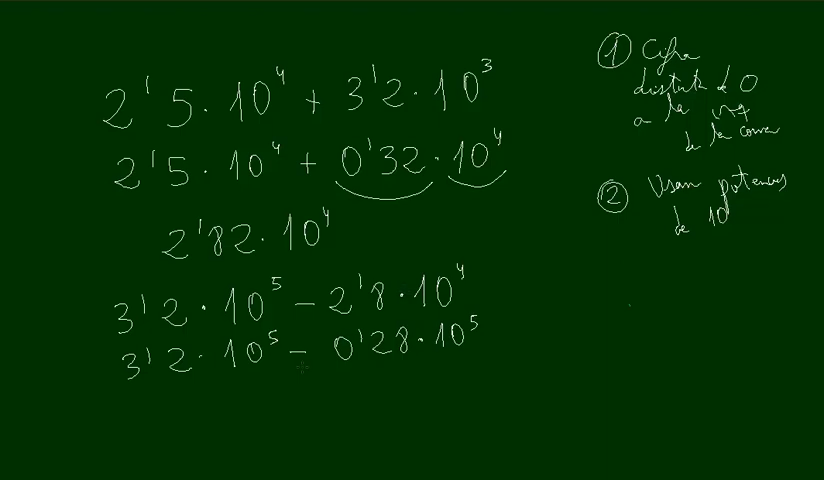 2'5 · 10⁴ + 3'2 · 10³
2'5 · 10⁴ + 0'32 · 10⁴
2'82 · 10⁴
3'2 · 10⁵ − 2'8 · 10⁴
3'2 · 10⁵ − 0'28 · 10⁵
① Cifra
distinta d 0
a la izq
de la coma
② Usar potencias
de 10